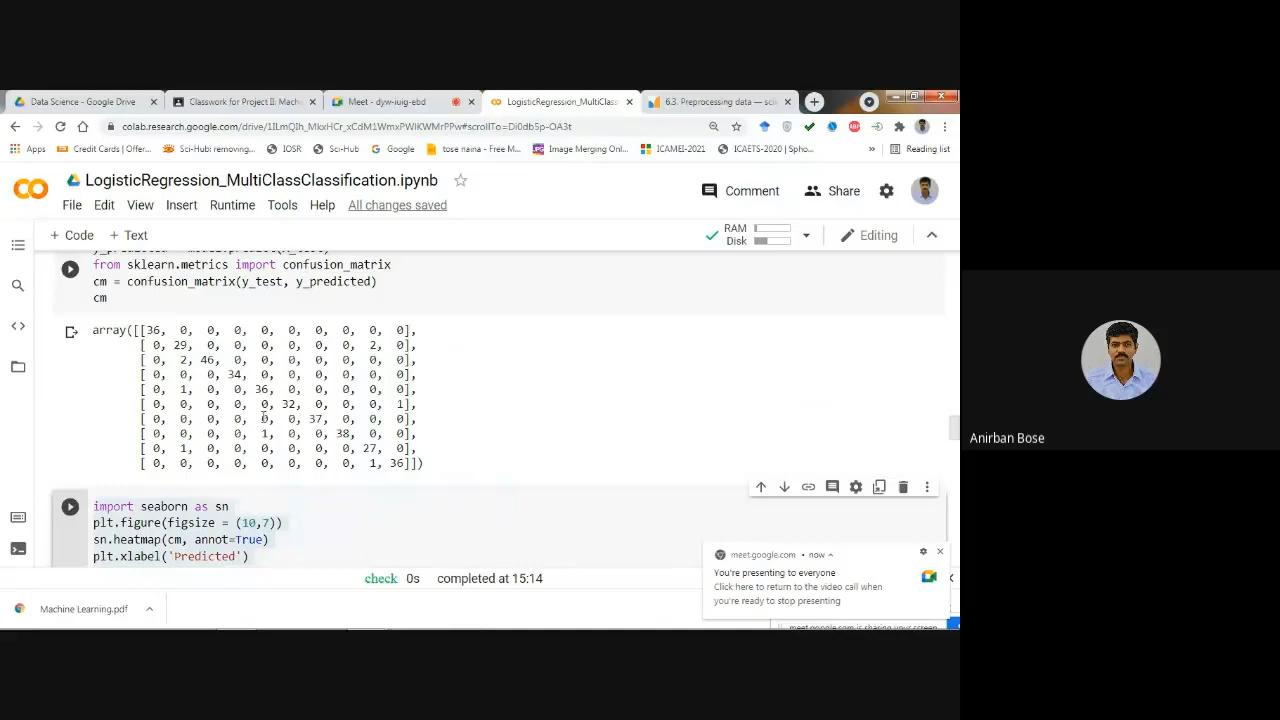 Data Science - Google Drive
Classwork for Project II: Mach
Meet - dyw-iuig-ebd
LogisticRegression_MultiClass
6.3. Preprocessing data — sci
colab.research.google.com/drive/1ILmQIh_MkxHCr_xCdM1WmxPWlKWMrPPw#scrollTo=Di0db5p-OA3t
Apps
Credit Cards | Offer...
Sci-Hub: removing...
IOSR
Sci-Hub
Google
tose naina - Free M...
Image Merging Onli...
ICAMEI-2021
ICAETS-2020 | Spho...
»
Reading list
LogisticRegression_MultiClassClassification.ipynb
Comment
Share
File Edit View Insert Runtime Tools Help All changes saved
+ Code + Text
RAM
Disk
Editing
from sklearn.metrics import confusion_matrix
cm = confusion_matrix(y_test, y_predicted)
cm
array([[36, 0, 0, 0, 0, 0, 0, 0, 0, 0],
[ 0, 29, 0, 0, 0, 0, 0, 0, 2, 0],
[ 0, 2, 46, 0, 0, 0, 0, 0, 0, 0],
[ 0, 0, 0, 34, 0, 0, 0, 0, 0, 0],
[ 0, 1, 0, 0, 36, 0, 0, 0, 0, 0],
[ 0, 0, 0, 0, 0, 32, 0, 0, 0, 1],
[ 0, 0, 0, 0, 0, 0, 37, 0, 0, 0],
[ 0, 0, 0, 0, 1, 0, 0, 38, 0, 0],
[ 0, 1, 0, 0, 0, 0, 0, 0, 27, 0],
[ 0, 0, 0, 0, 0, 0, 0, 0, 1, 36]])
import seaborn as sn
plt.figure(figsize = (10,7))
sn.heatmap(cm, annot=True)
plt.xlabel('Predicted')
check 0s completed at 15:14
meet.google.com • now
You're presenting to everyone
Click here to return to the video call when
you're ready to stop presenting
meet.google.com is sharing your screen
Machine Learning.pdf
Anirban Bose